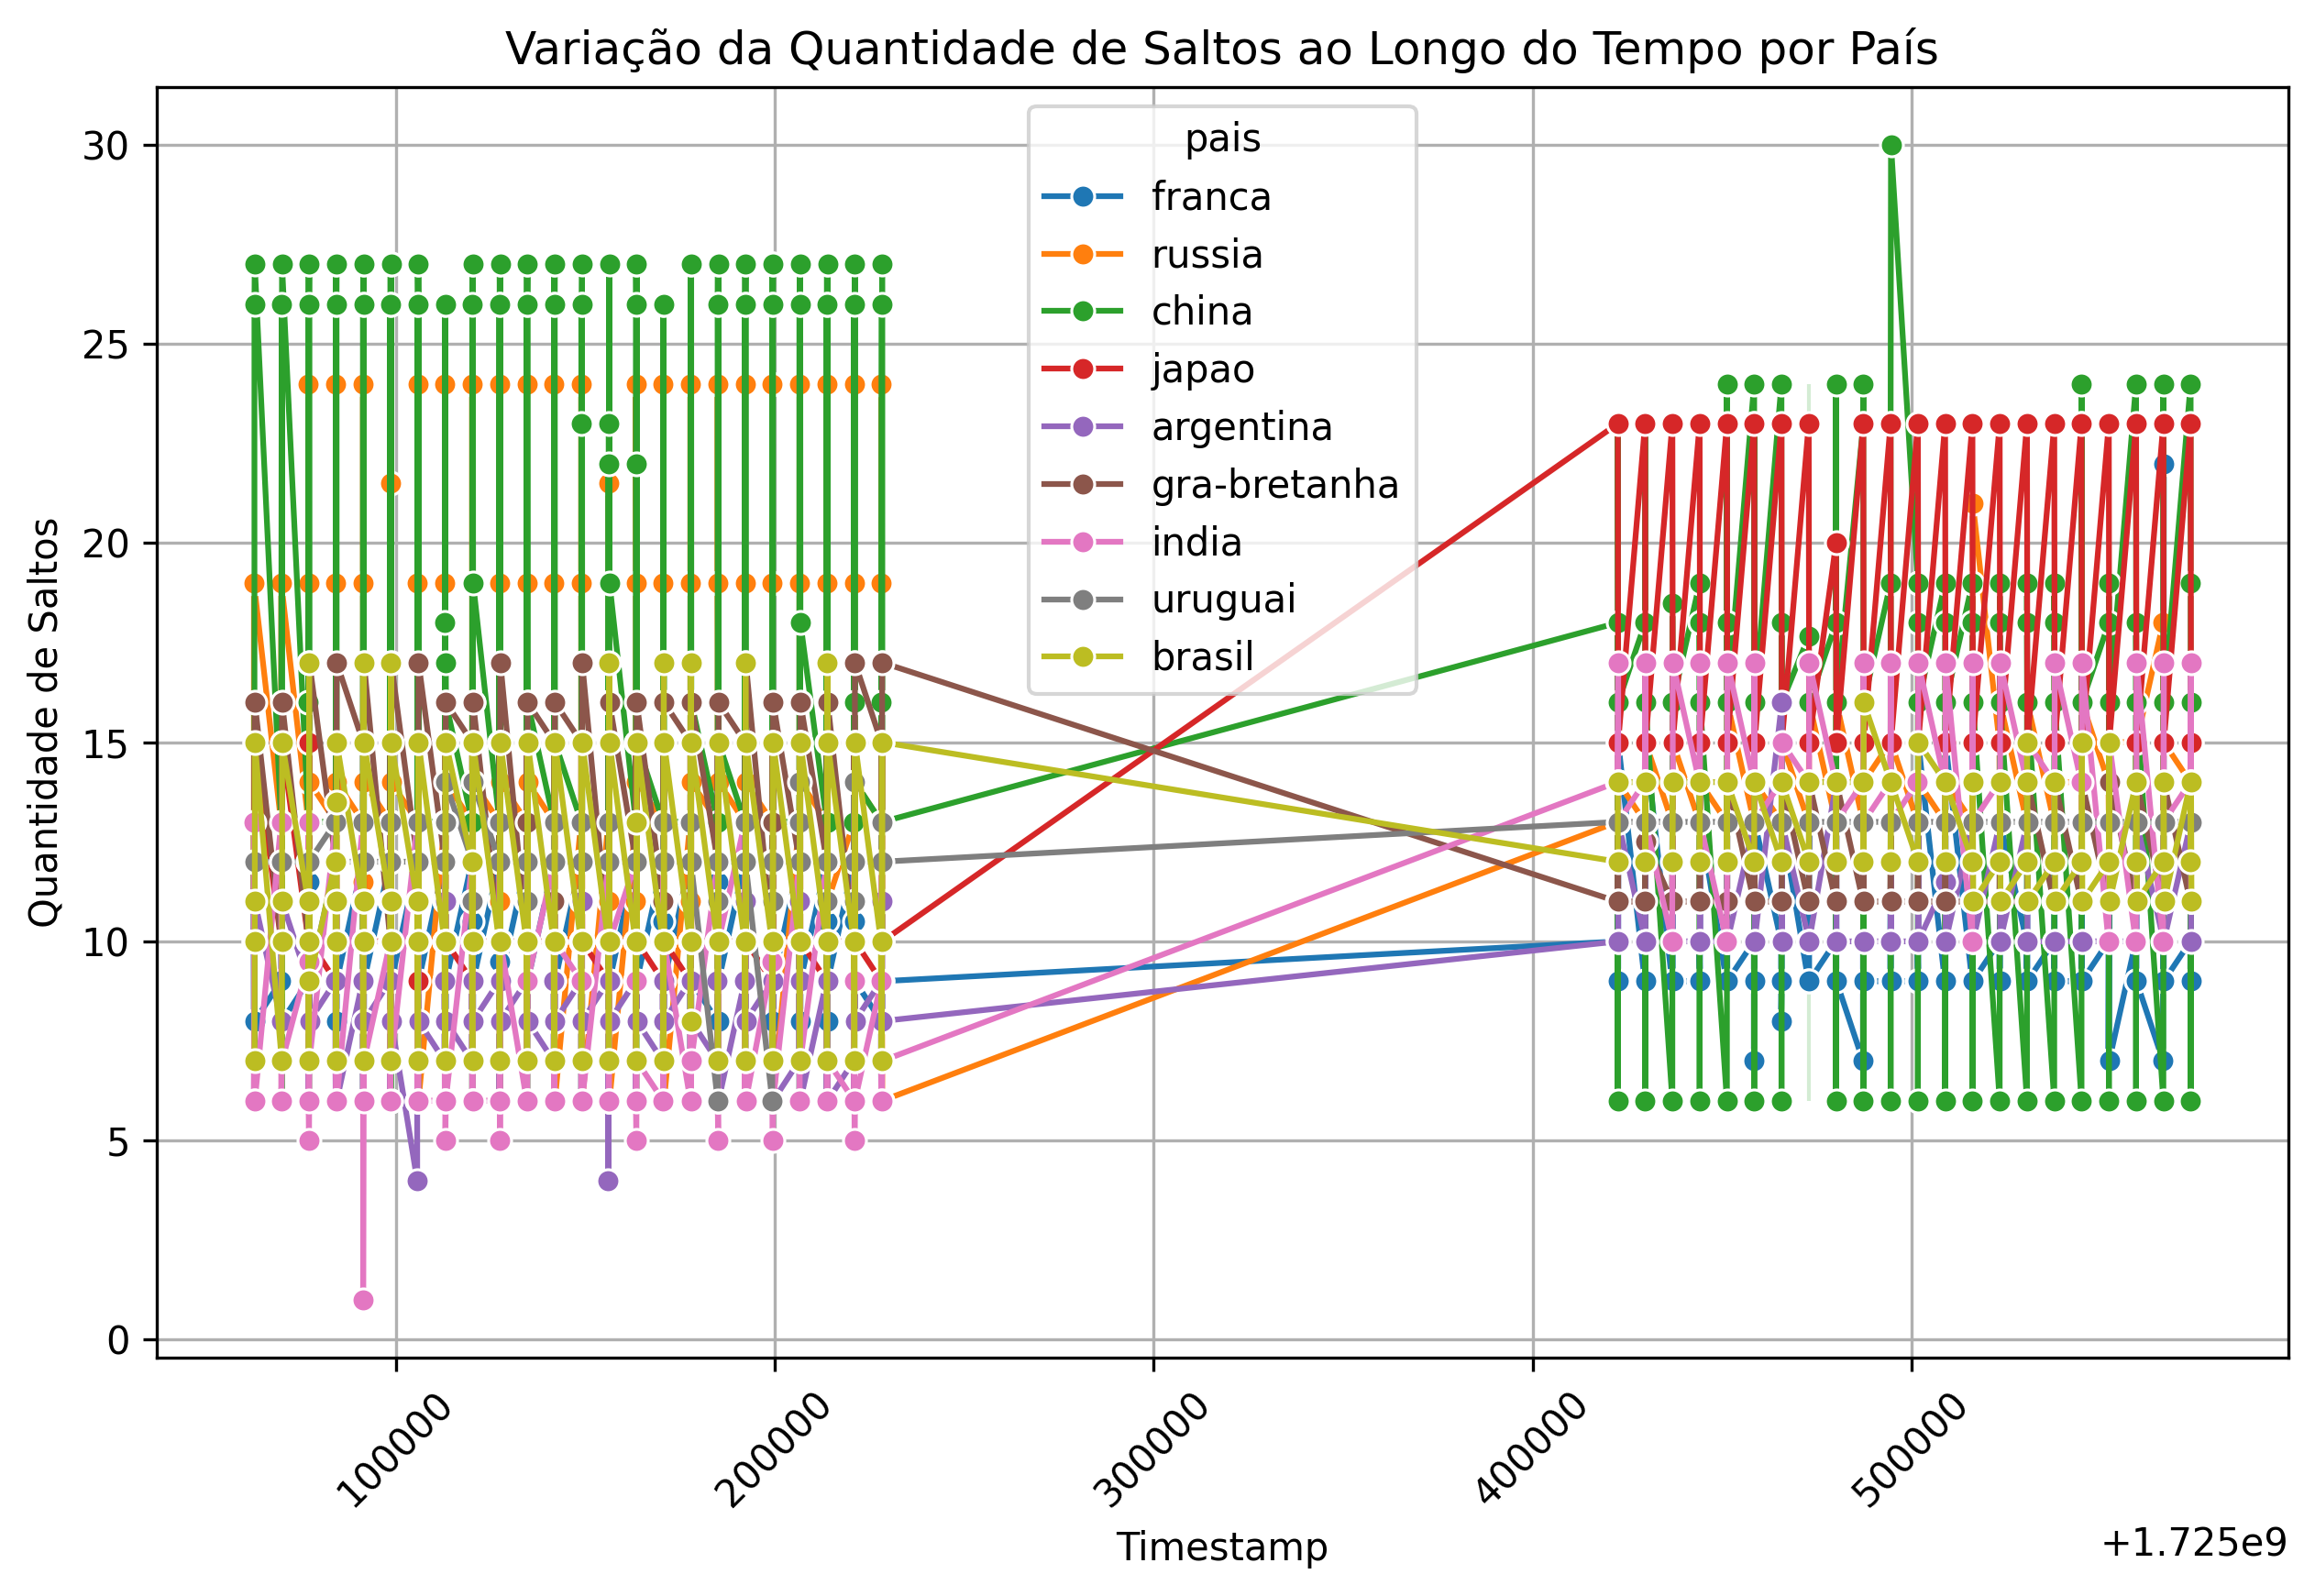 Variação da Quantidade de Saltos ao Longo do Tempo por País
Quantidade de Saltos
30
25
20
15
10
5
0
pais
franca
russia
china
japao
argentina
gra-bretanha
india
uruguai
brasil
100000
200000
300000
400000
500000
Timestamp
+1.725e9